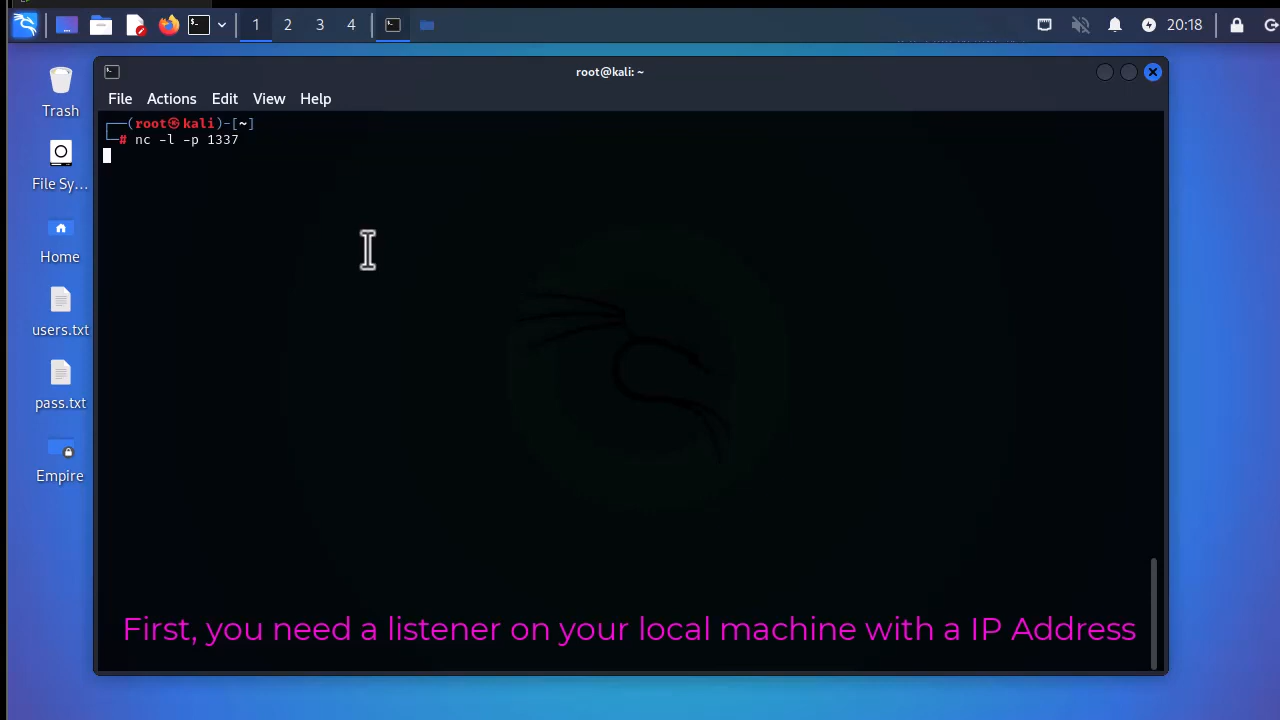 1 2 3 4 20:18
root@kali: ~
File Actions Edit View Help
┌──(root㉿kali)-[~]
└─# nc -l -p 1337
Trash
File Sy...
Home
users.txt
pass.txt
Empire
First, you need a listener on your local machine with a IP Address